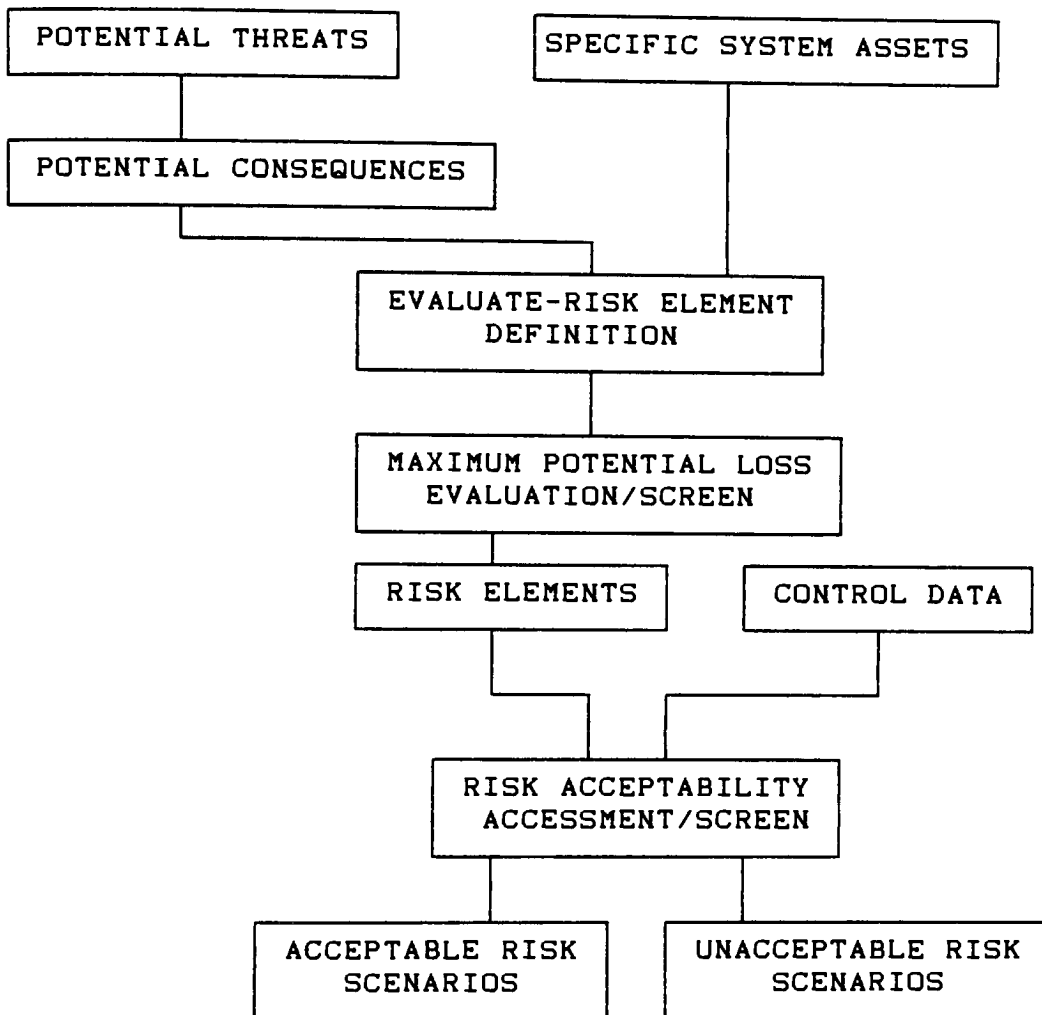 POTENTIAL THREATS
SPECIFIC SYSTEM ASSETS
POTENTIAL CONSEQUENCES
EVALUATE-RISK ELEMENT
DEFINITION
MAXIMUM POTENTIAL LOSS
EVALUATION/SCREEN
RISK ELEMENTS
CONTROL DATA
RISK ACCEPTABILITY
ACCESSMENT/SCREEN
ACCEPTABLE RISK
SCENARIOS
UNACCEPTABLE RISK
SCENARIOS